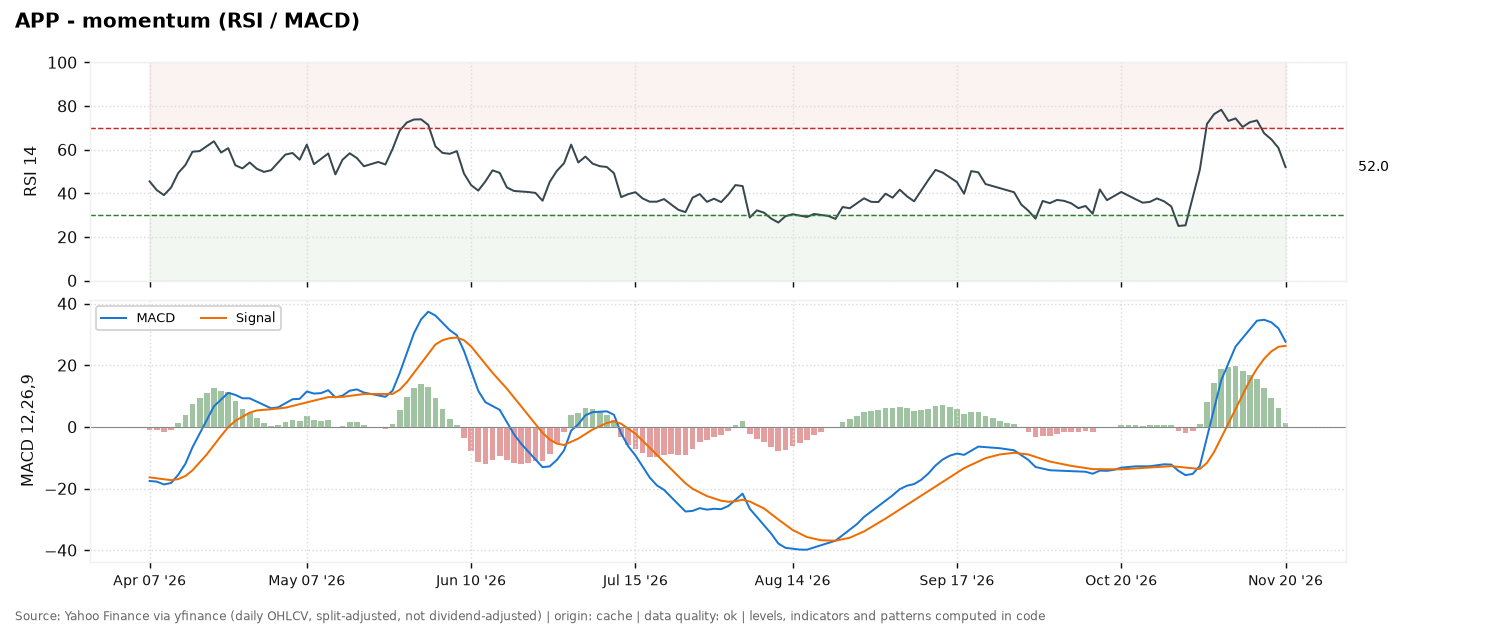 APP - momentum (RSI / MACD)
100
80
60
40
20
0
RSI 14
52.0
MACD
Signal
40
20
0
−20
−40
MACD 12,26,9
Apr 07 '26
May 07 '26
Jun 10 '26
Jul 15 '26
Aug 14 '26
Sep 17 '26
Oct 20 '26
Nov 20 '26
Source: Yahoo Finance via yfinance (daily OHLCV, split-adjusted, not dividend-adjusted) | origin: cache | data quality: ok | levels, indicators and patterns computed in code